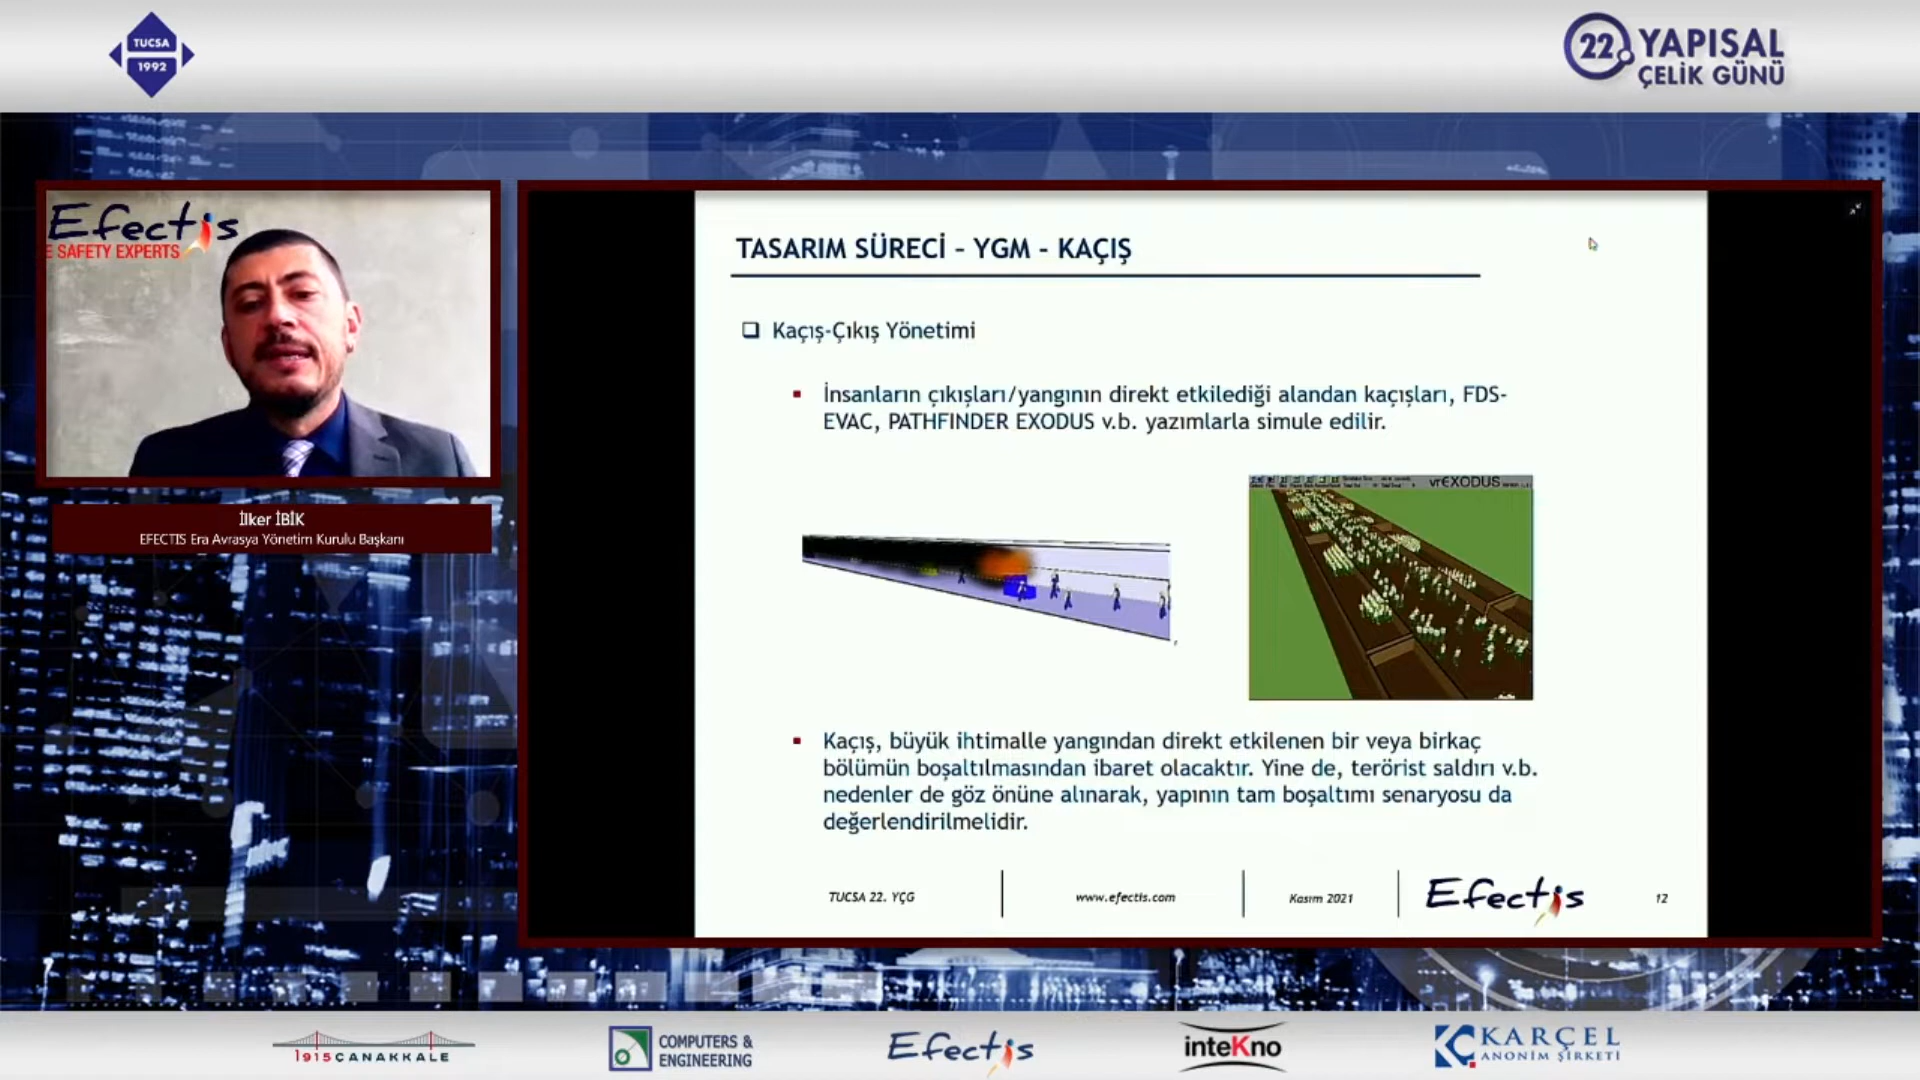 TUCSA
1992
22. YAPISAL
ÇELİK GÜNÜ
Efectis
E SAFETY EXPERTS
İlker İBİK
EFECTIS Era Avrasya Yönetim Kurulu Başkanı
TASARIM SÜRECİ – YGM – KAÇIŞ
Kaçış-Çıkış Yönetimi
İnsanların çıkışları/yangının direkt etkilediği alandan kaçışları, FDS-
EVAC, PATHFINDER EXODUS v.b. yazımlarla simule edilir.
vrEXODUS
Kaçış, büyük ihtimalle yangından direkt etkilenen bir veya birkaç
bölümün boşaltılmasından ibaret olacaktır. Yine de, terörist saldırı v.b.
nedenler de göz önüne alınarak, yapının tam boşaltımı senaryosu da
değerlendirilmelidir.
TUCSA 22. YÇG
www.efectis.com
Kasım 2021
Efectis
12
1915ÇANAKKALE
COMPUTERS &
ENGINEERING
Efectis
inteKno
KARÇEL
ANONİM ŞİRKETİ